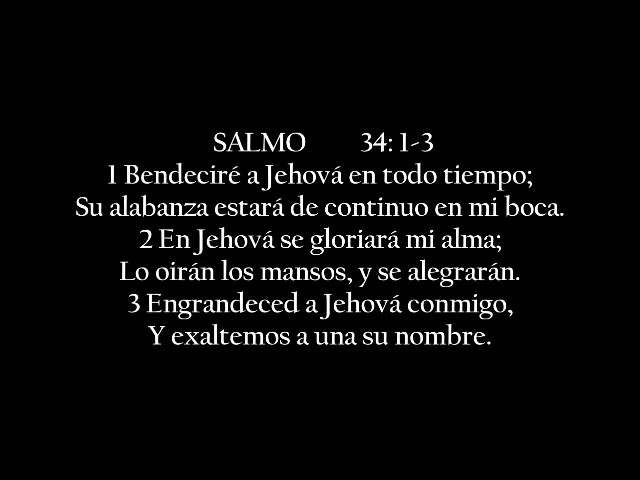 SALMO 34: 1-3
1 Bendeciré a Jehová en todo tiempo;
Su alabanza estará de continuo en mi boca.
2 En Jehová se gloriará mi alma;
Lo oirán los mansos, y se alegrarán.
3 Engrandeced a Jehová conmigo,
Y exaltemos a una su nombre.